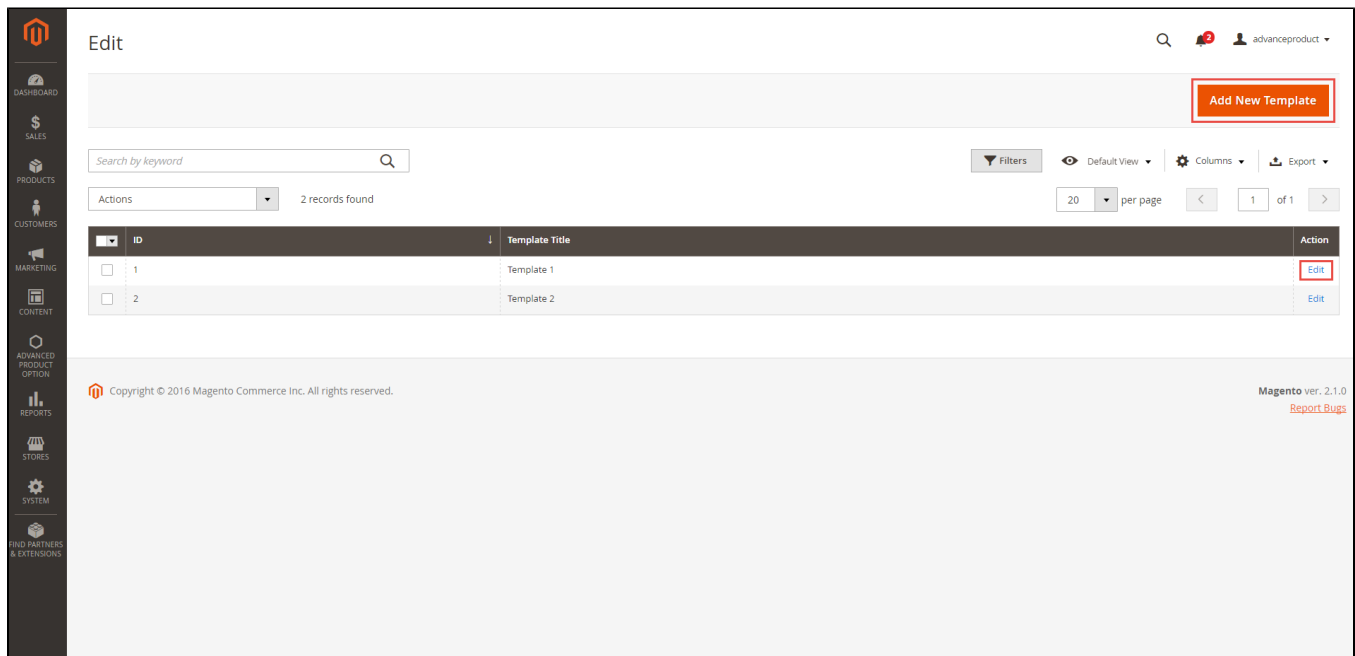 Edit
2
advanceproduct
Add New Template
Search by keyword
Filters
Default View
Columns
Export
Actions
2 records found
20
per page
1
of 1
ID
↓
Template Title
Action
1
Template 1
Edit
2
Template 2
Edit
DASHBOARD
$
SALES
PRODUCTS
CUSTOMERS
MARKETING
CONTENT
ADVANCED
PRODUCT
OPTION
REPORTS
STORES
SYSTEM
FIND PARTNERS
& EXTENSIONS
Copyright © 2016 Magento Commerce Inc. All rights reserved.
Magento ver. 2.1.0
Report Bugs